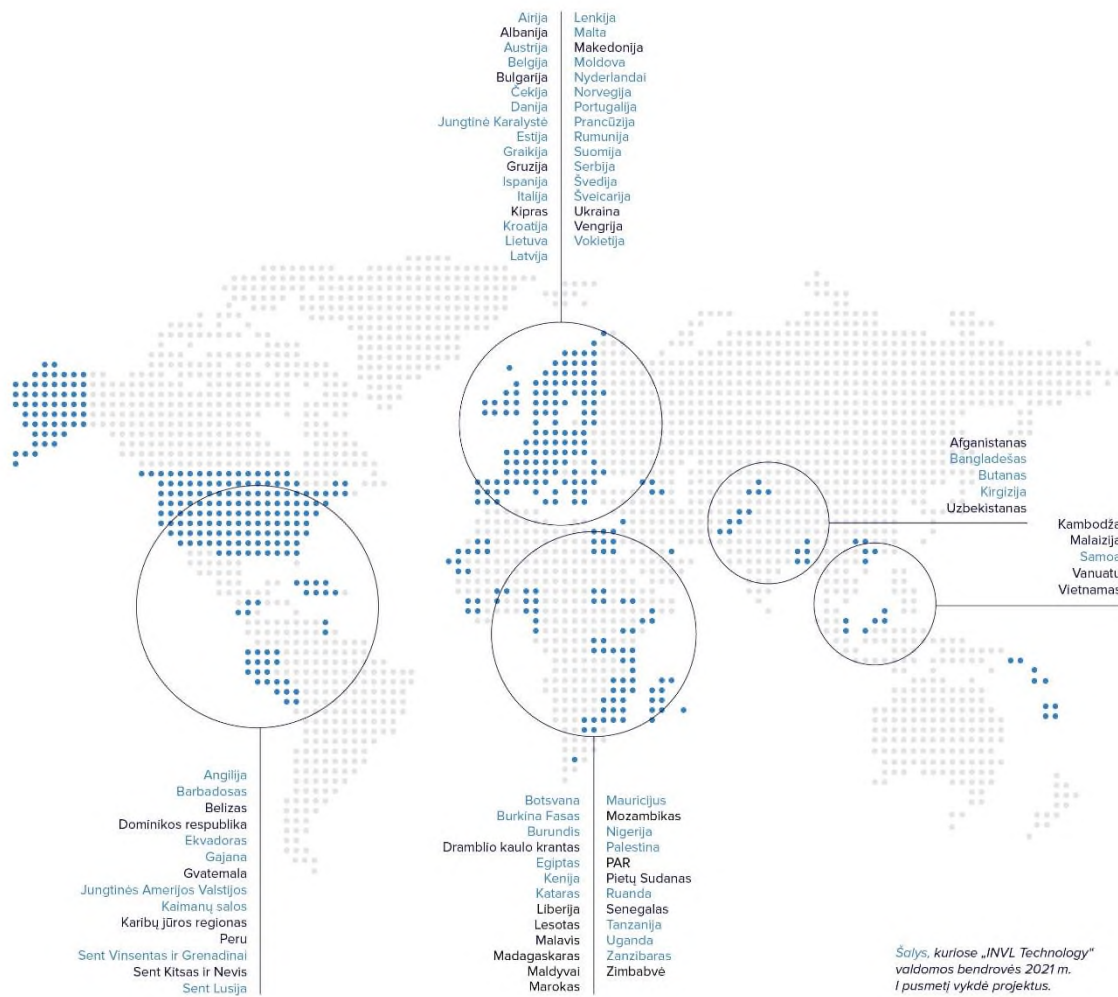 Airija
Albanija
Austrija
Belgija
Bulgarija
Čekija
Danija
Jungtinė Karalystė
Estija
Graikija
Gruzija
Ispanija
Italija
Kipras
Kroatija
Lietuva
Latvija
Lenkija
Malta
Makedonija
Moldova
Nyderlandai
Norvegija
Portugalija
Prancūzija
Rumunija
Suomija
Serbija
Švedija
Šveicarija
Ukraina
Vengrija
Vokietija
Afganistanas
Bangladešas
Butanas
Kirgizija
Uzbekistanas
Kambodža
Malaizija
Samoa
Vanuatu
Vietnamas
Angilija
Barbadosas
Belizas
Dominikos respublika
Ekvadoras
Gajana
Gvatemala
Jungtinės Amerijos Valstijos
Kaimanų salos
Karibų jūros regionas
Peru
Sent Vinsentas ir Grenadinai
Sent Kitsas ir Nevis
Sent Lusija
Botsvana
Burkina Fasas
Burundis
Dramblio kaulo krantas
Egiptas
Kenija
Kataras
Liberija
Lesotas
Malavis
Madagaskaras
Maldyvai
Marokas
Mauricijus
Mozambikas
Nigerija
Palestina
PAR
Pietų Sudanas
Ruanda
Senegalas
Tanzanija
Uganda
Zanzibaras
Zimbabvė
Šalys, kuriose „INVL Technology“
valdomos bendrovės 2021 m.
I pusmetį vykdė projektus.